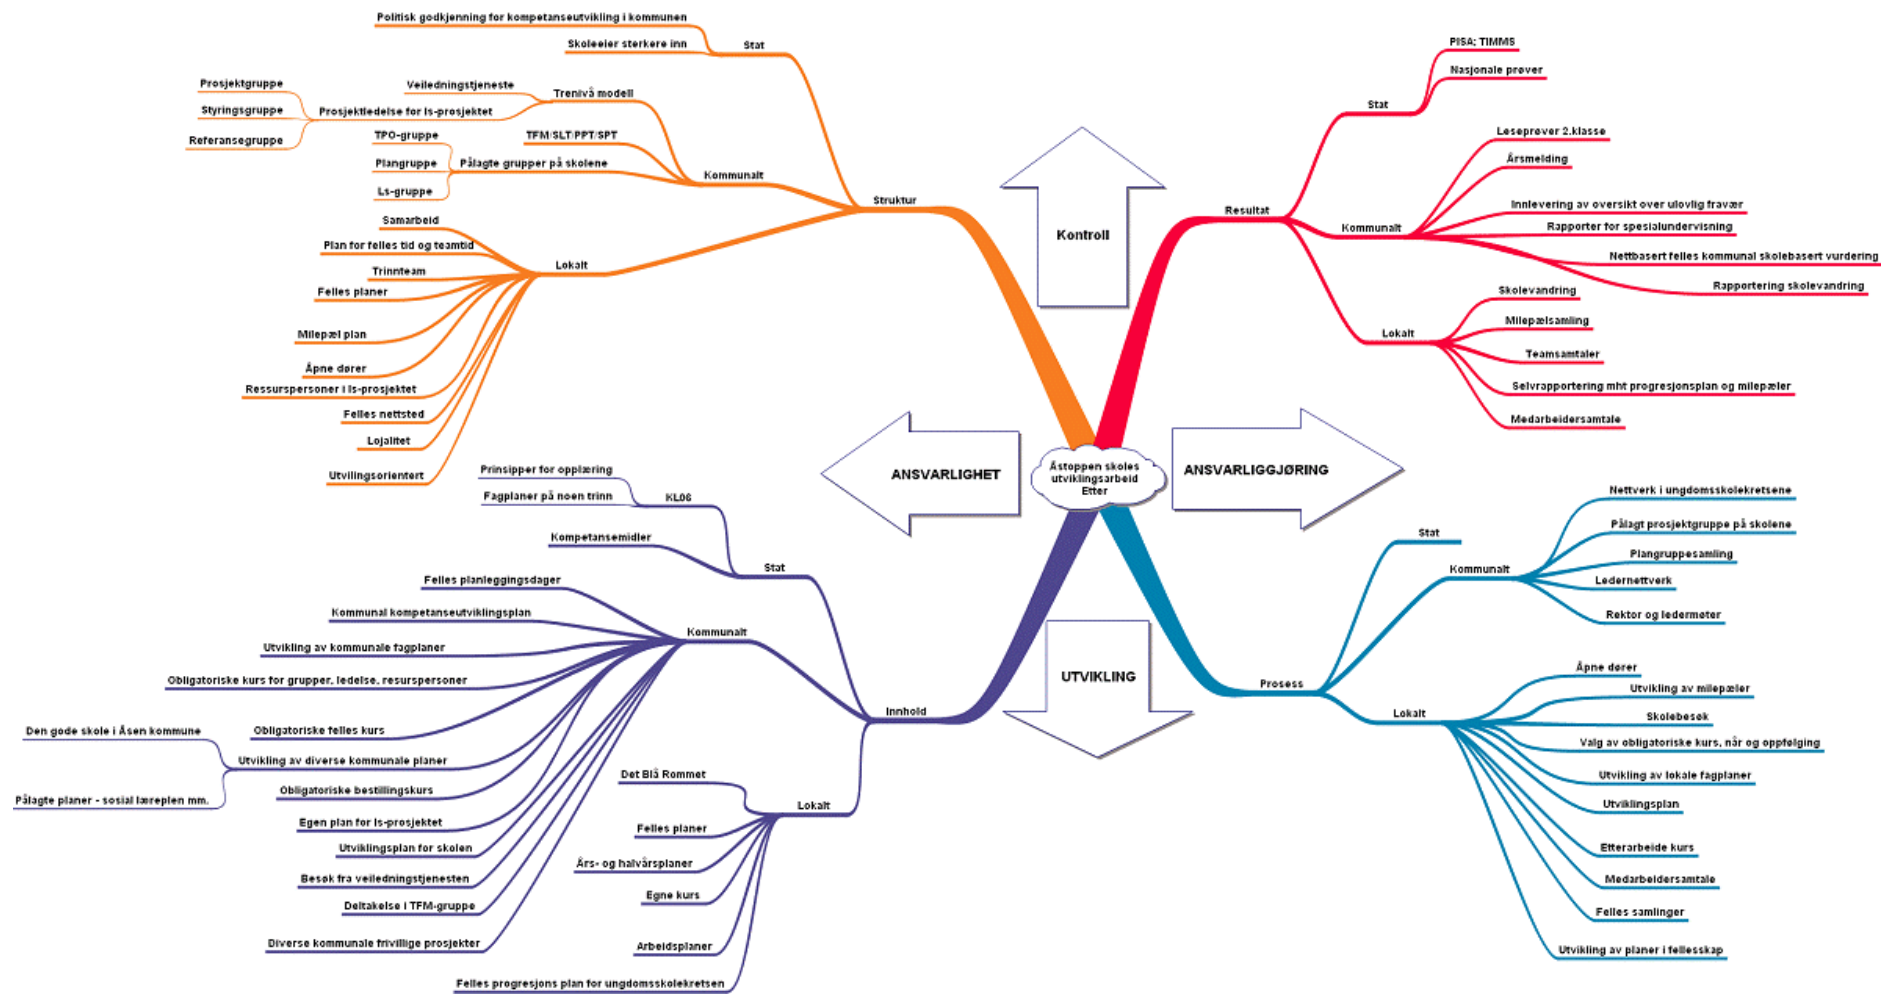 Politisk godkjenning for kompetanseutvikling i kommunen
Skoleeier sterkere inn
Stat
Prosjektgruppe
Styringsgruppe
Referansegruppe
Veiledningstjeneste
Prosjektledelse for ls-prosjektet
Trenivå modell
TPO-gruppe
Plangruppe
Ls-gruppe
TFM/SLT/PPT/SPT
Pålagte grupper på skolene
Kommunalt
Struktur
Samarbeid
Plan for felles tid og teamtid
Trinnteam
Felles planer
Milepæl plan
Åpne dører
Ressurspersoner i ls-prosjektet
Felles nettsted
Lojalitet
Utvilingsorientert
Lokalt
Kontroll
PISA; TIMMS
Nasjonale prøver
Stat
Leseprøver 2.klasse
Årsmelding
Innlevering av oversikt over ulovlig fravær
Rapporter for spesialundervisning
Nettbasert felles kommunal skolebasert vurdering
Rapportering skolevandring
Kommunalt
Resultat
Skolevandring
Milepælsamling
Teamsamtaler
Selvrapportering mht progresjonsplan og milepæler
Medarbeidersamtale
Lokalt
ANSVARLIGHET
Åstoppen skoles
utviklingsarbeid
Etter
ANSVARLIGGJØRING
UTVIKLING
Prinsipper for opplæring
Fagplaner på noen trinn
KL06
Kompetansemidler
Stat
Felles planleggingsdager
Kommunal kompetanseutviklingsplan
Utvikling av kommunale fagplaner
Obligatoriske kurs for grupper, ledelse, resurspersoner
Obligatoriske felles kurs
Den gode skole i Åsen kommune
Utvikling av diverse kommunale planer
Pålagte planer - sosial læreplen mm.
Obligatoriske bestillingskurs
Egen plan for ls-prosjektet
Utviklingsplan for skolen
Besøk fra veiledningstjenesten
Deltakelse i TFM-gruppe
Diverse kommunale frivillige prosjekter
Kommunalt
Innhold
Det Blå Rommet
Felles planer
Års- og halvårsplaner
Egne kurs
Arbeidsplaner
Felles progresjons plan for ungdomsskolekretsen
Lokalt
Nettverk i ungdomsskolekretsene
Pålagt prosjektgruppe på skolene
Plangruppesamling
Ledernettverk
Rektor og ledermøter
Stat
Kommunalt
Prosess
Lokalt
Åpne dører
Utvikling av milepæler
Skolebesøk
Valg av obligatoriske kurs, når og oppfølging
Utvikling av lokale fagplaner
Utviklingsplan
Etterarbeide kurs
Medarbeidersamtale
Felles samlinger
Utvikling av planer i fellesskap